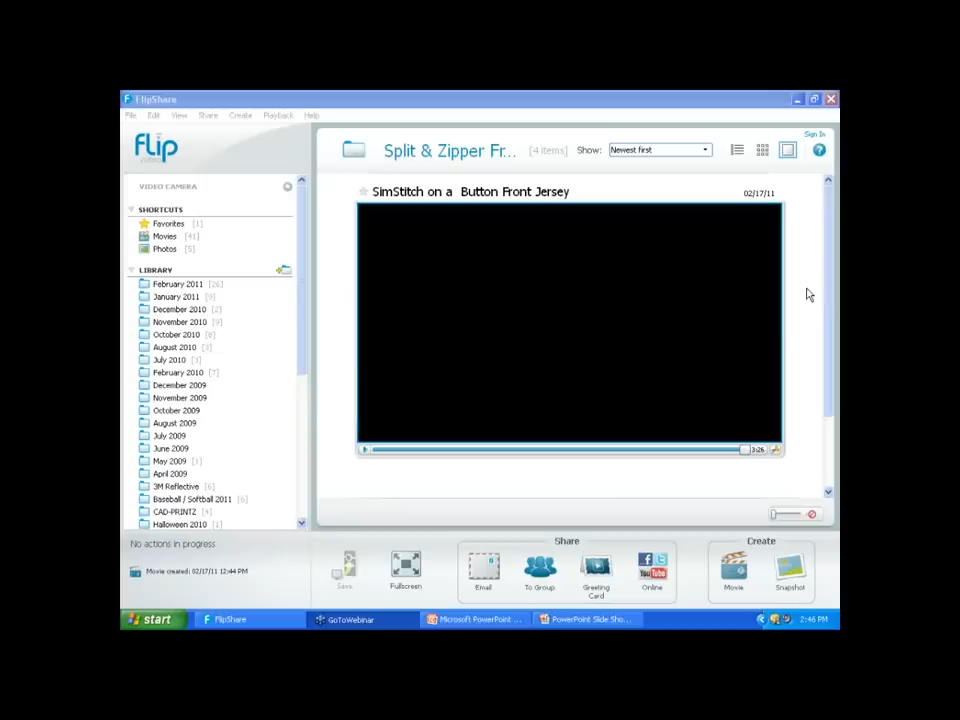 FlipShare
File Edit View Share Create Playback Help
flip
video
Split & Zipper Fr... [4 items] Show: Newest first
Sign In
?
VIDEO CAMERA
SimStitch on a Button Front Jersey 02/17/11
SHORTCUTS
Favorites [1]
Movies [41]
Photos [5]
LIBRARY
February 2011 [26]
January 2011 [9]
December 2010 [2]
November 2010 [9]
October 2010 [8]
August 2010 [3]
July 2010 [3]
February 2010 [7]
December 2009
November 2009
October 2009
August 2009
July 2009
June 2009
May 2009 [1]
April 2009
3M Reflective [6]
Baseball / Softball 2011 [6]
CAD-PRINTZ [4]
Halloween 2010 [1]
3:26
No actions in progress
Movie created: 02/17/11 12:44 PM
Save
Fullscreen
Share
Email
To Group
Greeting
Card
Online
Create
Movie
Snapshot
start
FlipShare
GoToWebinar
Microsoft PowerPoint ...
PowerPoint Slide Sho...
2:46 PM